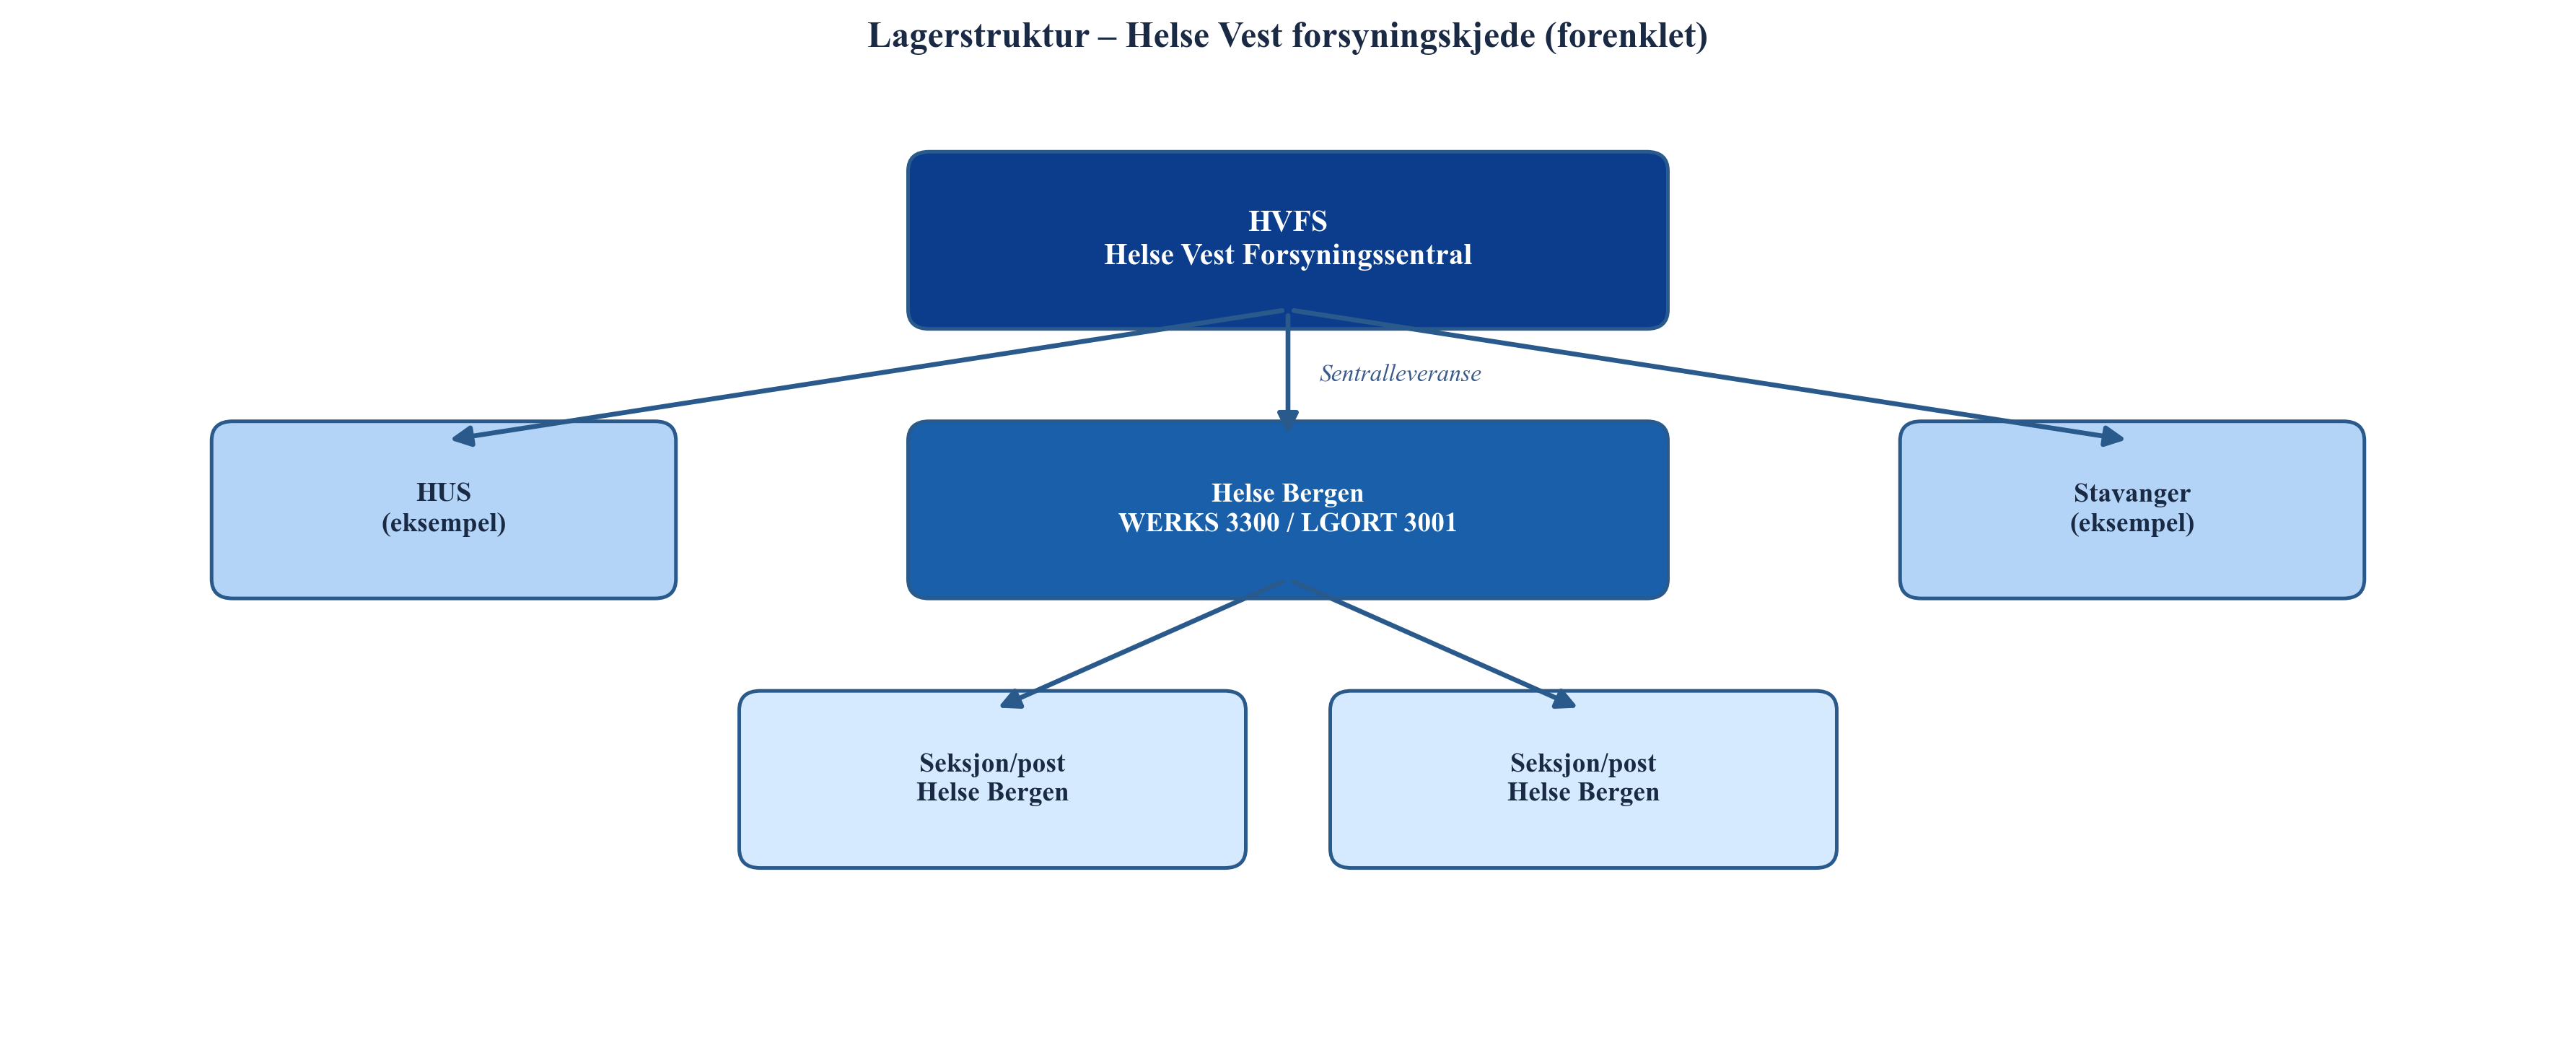 Lagerstruktur – Helse Vest forsyningskjede (forenklet)
HVFS
Helse Vest Forsyningssentral
Sentralleveranse
HUS
(eksempel)
Helse Bergen
WERKS 3300 / LGORT 3001
Stavanger
(eksempel)
Seksjon/post
Helse Bergen
Seksjon/post
Helse Bergen